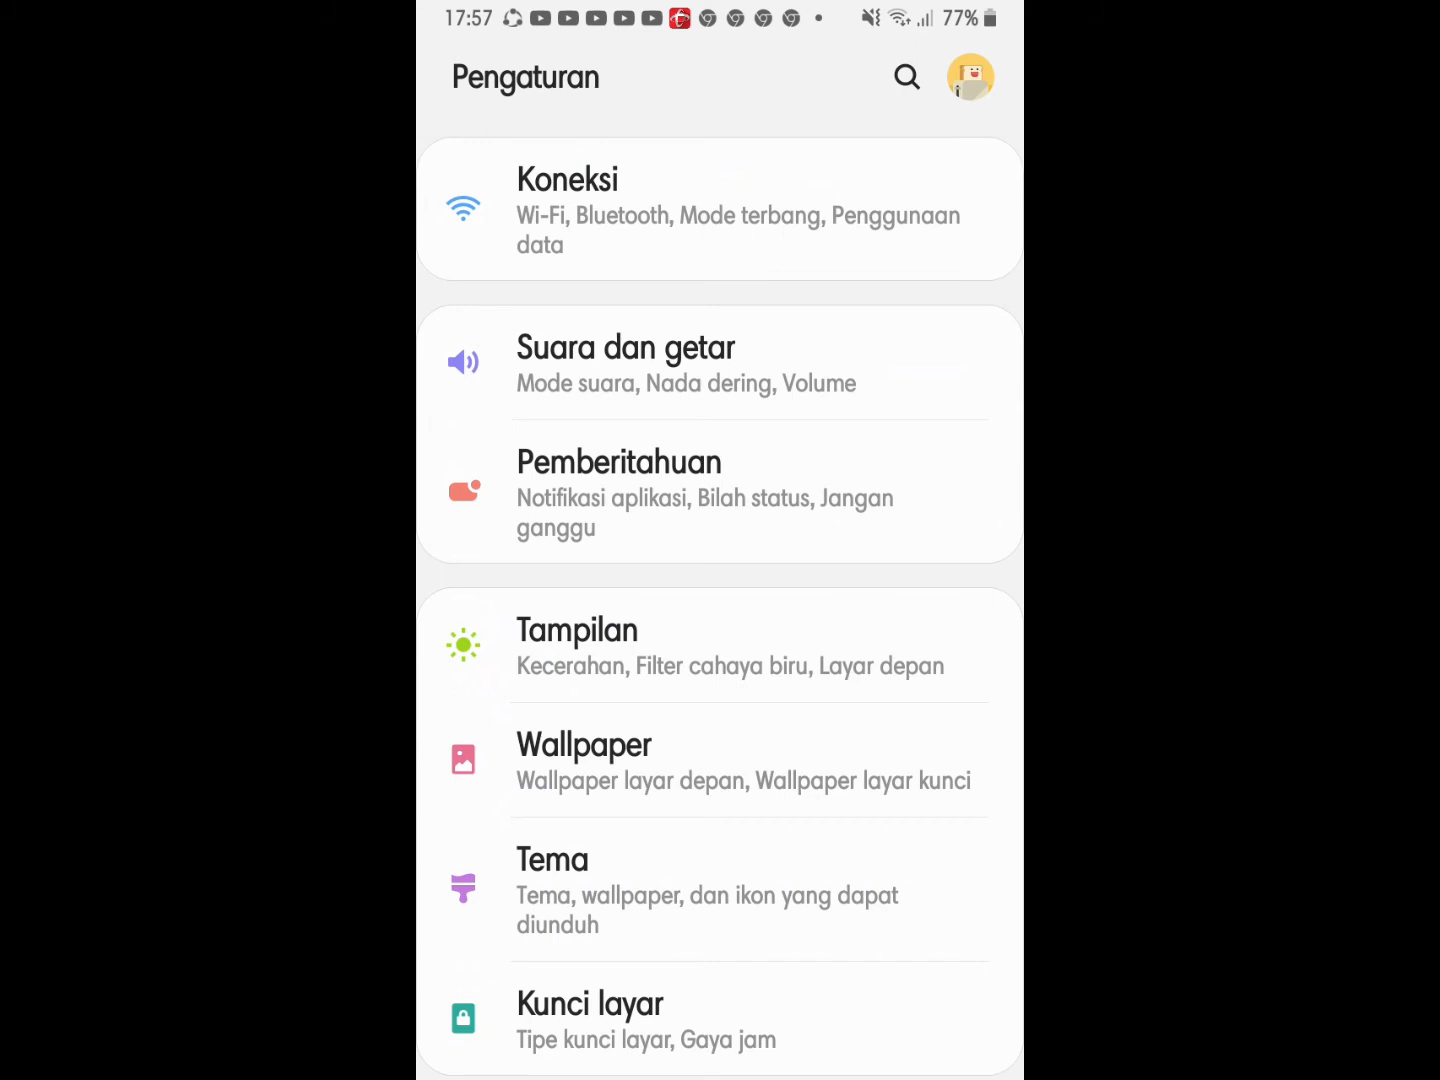 17:57
77%
Pengaturan
Koneksi
Wi-Fi, Bluetooth, Mode terbang, Penggunaan
data
Suara dan getar
Mode suara, Nada dering, Volume
Pemberitahuan
Notifikasi aplikasi, Bilah status, Jangan
ganggu
Tampilan
Kecerahan, Filter cahaya biru, Layar depan
Wallpaper
Wallpaper layar depan, Wallpaper layar kunci
Tema
Tema, wallpaper, dan ikon yang dapat
diunduh
Kunci layar
Tipe kunci layar, Gaya jam